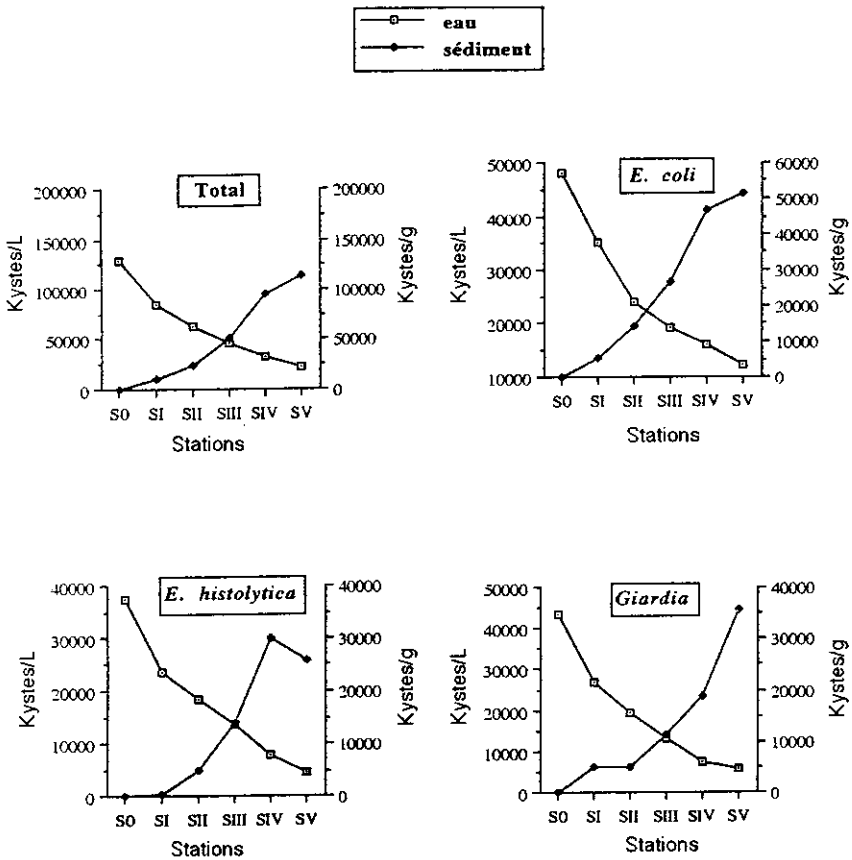 eau
sédiment
Total
Kystes/L
200000
150000
100000
50000
0
200000
150000
100000
50000
0
Kystes/g
S0 SI SII SIII SIV SV
Stations
E. coli
Kystes/L
50000
40000
30000
20000
10000
60000
50000
40000
30000
20000
10000
0
Kystes/g
S0 SI SII SIII SIV SV
Stations
E. histolytica
Kystes/L
40000
30000
20000
10000
0
40000
30000
20000
10000
0
Kystes/g
S0 SI SII SIII SIV SV
Stations
Giardia
Kystes/L
50000
40000
30000
20000
10000
0
40000
30000
20000
10000
0
Kystes/g
S0 SI SII SIII SIV SV
Stations